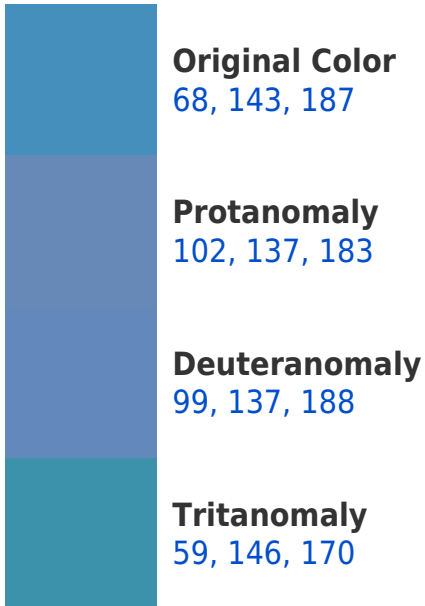 Original Color
68, 143, 187
Protanomaly
102, 137, 183
Deuteranomaly
99, 137, 188
Tritanomaly
59, 146, 170